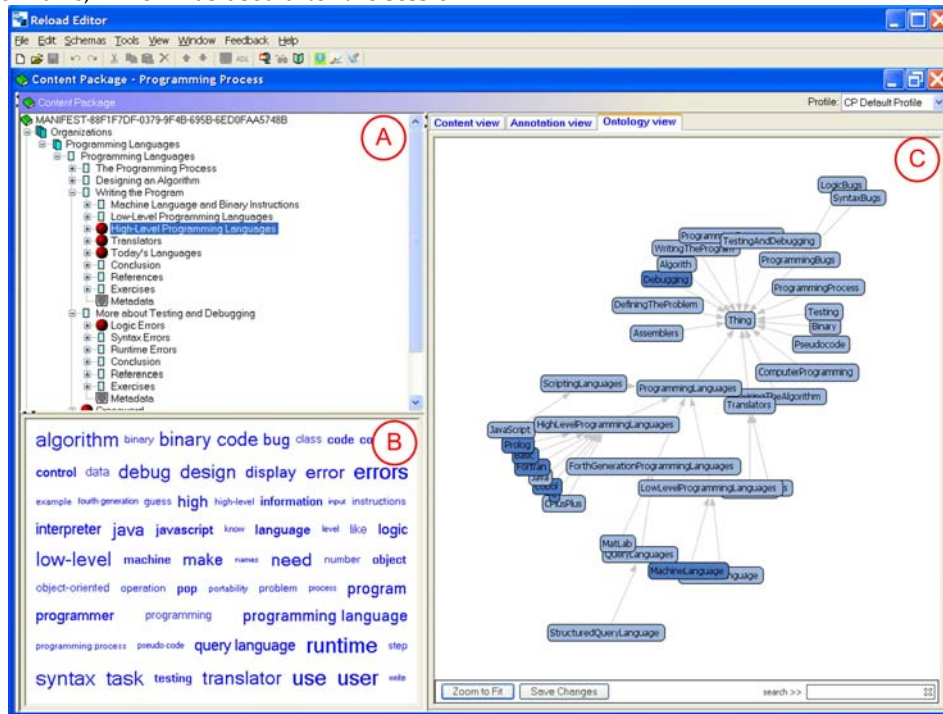 Reload Editor
File Edit Schemas Tools View Window Feedback Help
Content Package - Programming Process
Content Package
Profile: CP Default Profile
MANIFEST-88F1F7DF-0379-9F4B-695B-6ED0FAA5748B
Organizations
Programming Languages
Programming Languages
The Programming Process
Designing an Algorithm
Writing the Program
Machine Language and Binary Instructions
Low-Level Programming Languages
High-Level Programming Languages
Translators
Today's Languages
Conclusion
References
Exercises
Metadata
More about Testing and Debugging
Logic Errors
Syntax Errors
Runtime Errors
Conclusion
References
Exercises
Metadata
A
algorithm binary binary code bug class code
control data debug design display error errors
example fourth generation guess high high-level information input instructions
interpreter java javascript know language level like logic
low-level machine make names need number object
object-oriented operation pop portability problem process program
programmer programming programming language
programming process pseudo code query language runtime step
syntax task testing translator use user write
B
Content view Annotation view Ontology view
C
LogicBugs
SyntaxBugs
TestingAndDebugging
WritingTheProgram
Algorith
ProgrammingBugs
Debugging
ProgrammingProcess
DefiningTheProblem
Testing
Thing
Binary
Assemblers
Pseudocode
ComputerProgramming
ScriptingLanguages
ProgrammingLanguages
Translators
JavaScript
HighLevelProgrammingLanguages
Prolog
Fortran
ForthGenerationProgrammingLanguages
LowLevelProgrammingLanguages
CPlusPlus
MatLab
QueryLanguages
MachineLanguage
StructuredQueryLanguage
Zoom to Fit Save Changes search >>